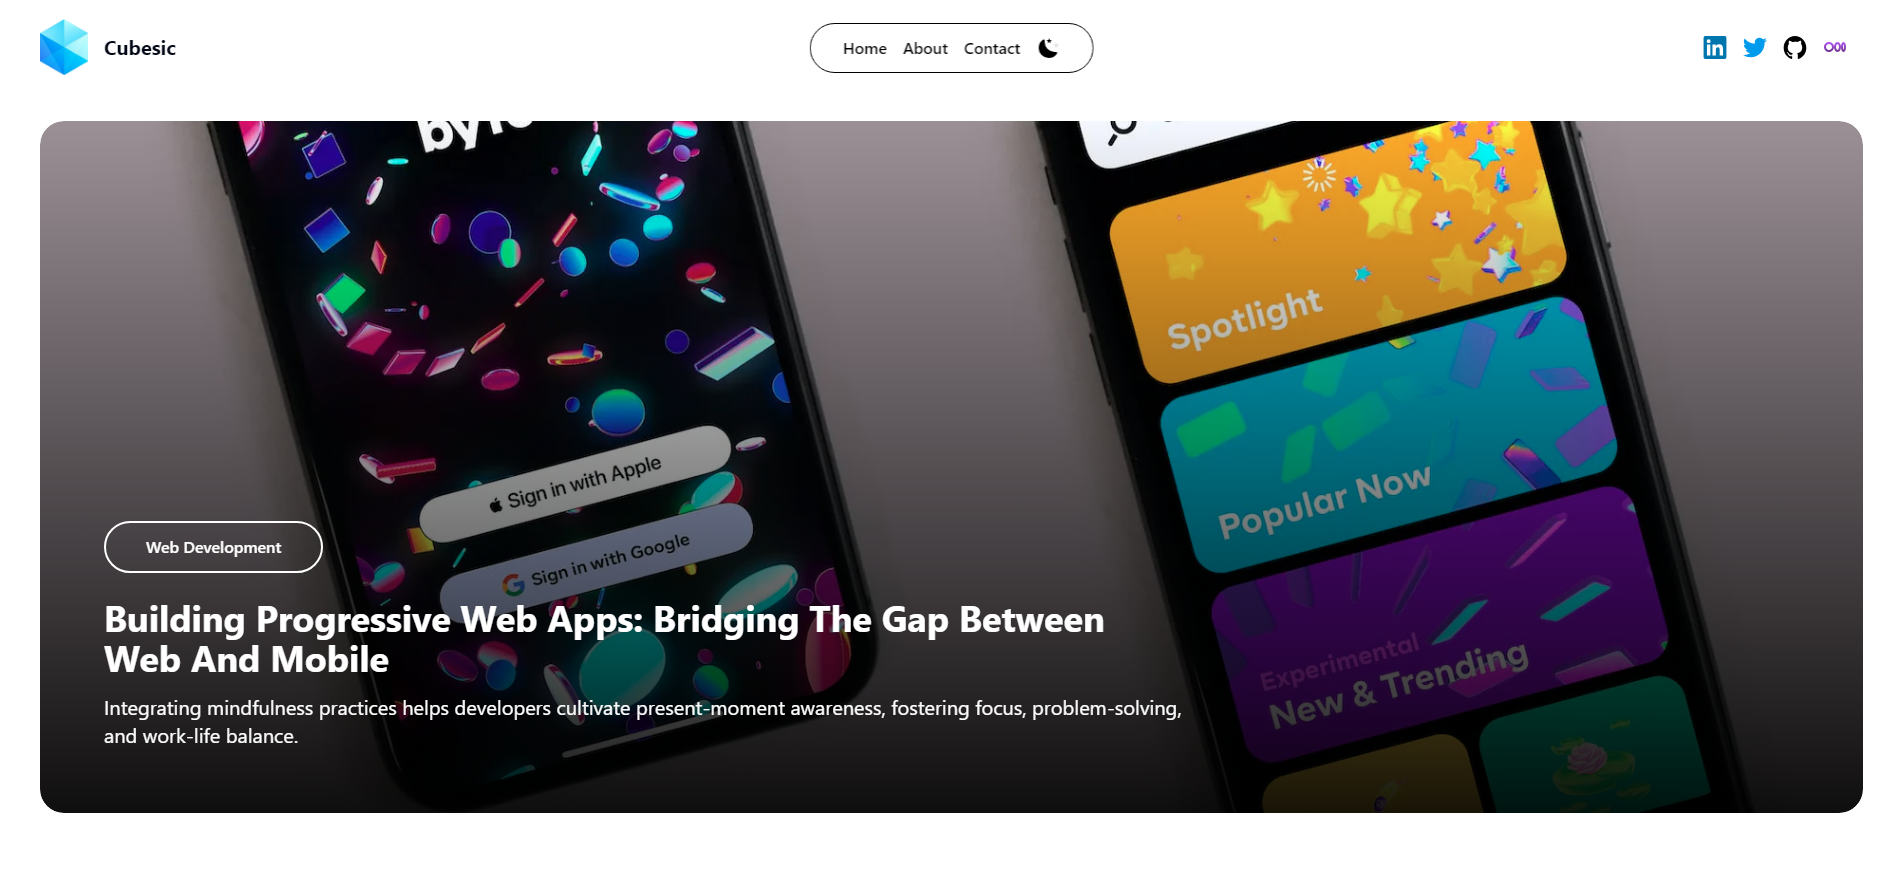 Cubesic
Home About Contact
in
Spotlight
Sign in with Apple
Popular Now
Sign in with Google
Web Development
Building Progressive Web Apps: Bridging The Gap Between
Web And Mobile
Experimental
New & Trending
Integrating mindfulness practices helps developers cultivate present-moment awareness, fostering focus, problem-solving,
and work-life balance.